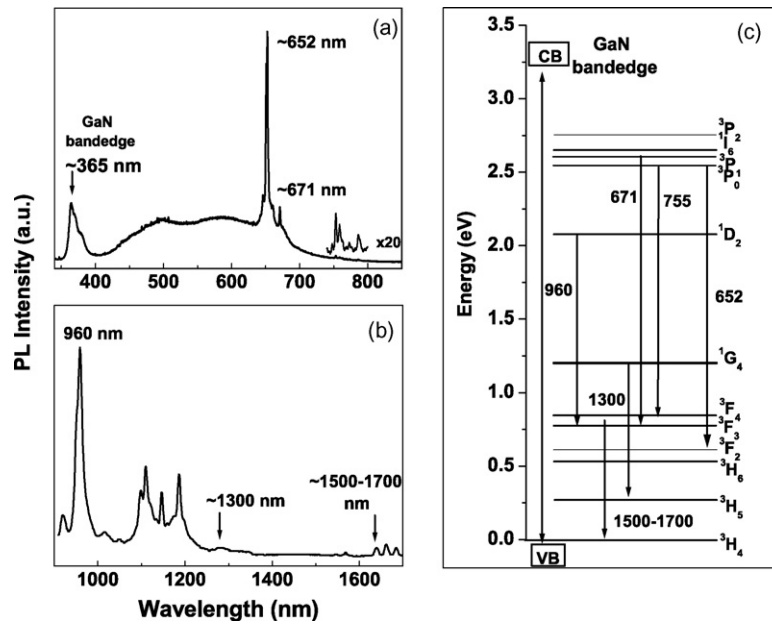 (a)
~652 nm
GaN
bandedge
~365 nm
~671 nm
x20
400 500 600 700 800
PL Intensity (a.u.)
(b)
960 nm
~1300 nm
~1500-1700
nm
1000 1200 1400 1600
Wavelength (nm)
(c)
3.5
3.0
2.5
2.0
1.5
1.0
0.5
0.0
Energy (eV)
CB
GaN
bandedge
³P₂
¹I₆
³P₁
³P₀
671
755
¹D₂
960
652
¹G₄
1300
³F₄
³F₃
³F₂
³H₆
³H₅
1500-1700
³H₄
VB